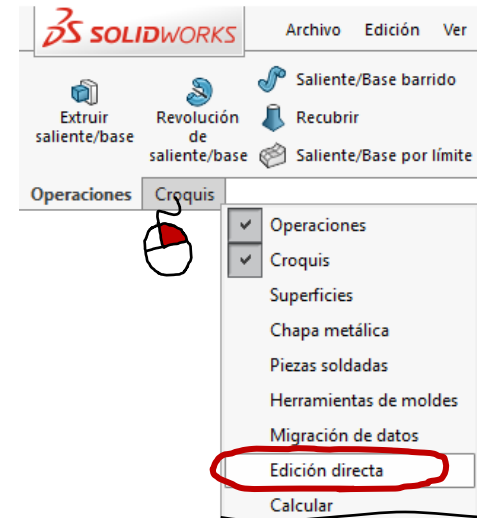 SOLIDWORKS
Archivo Edición Ver
Extruir
saliente/base
Revolución
de
saliente/base
Saliente/Base barrido
Recubrir
Saliente/Base por límite
Operaciones Croquis
Operaciones
Croquis
Superficies
Chapa metálica
Piezas soldadas
Herramientas de moldes
Migración de datos
Edición directa
Calcular